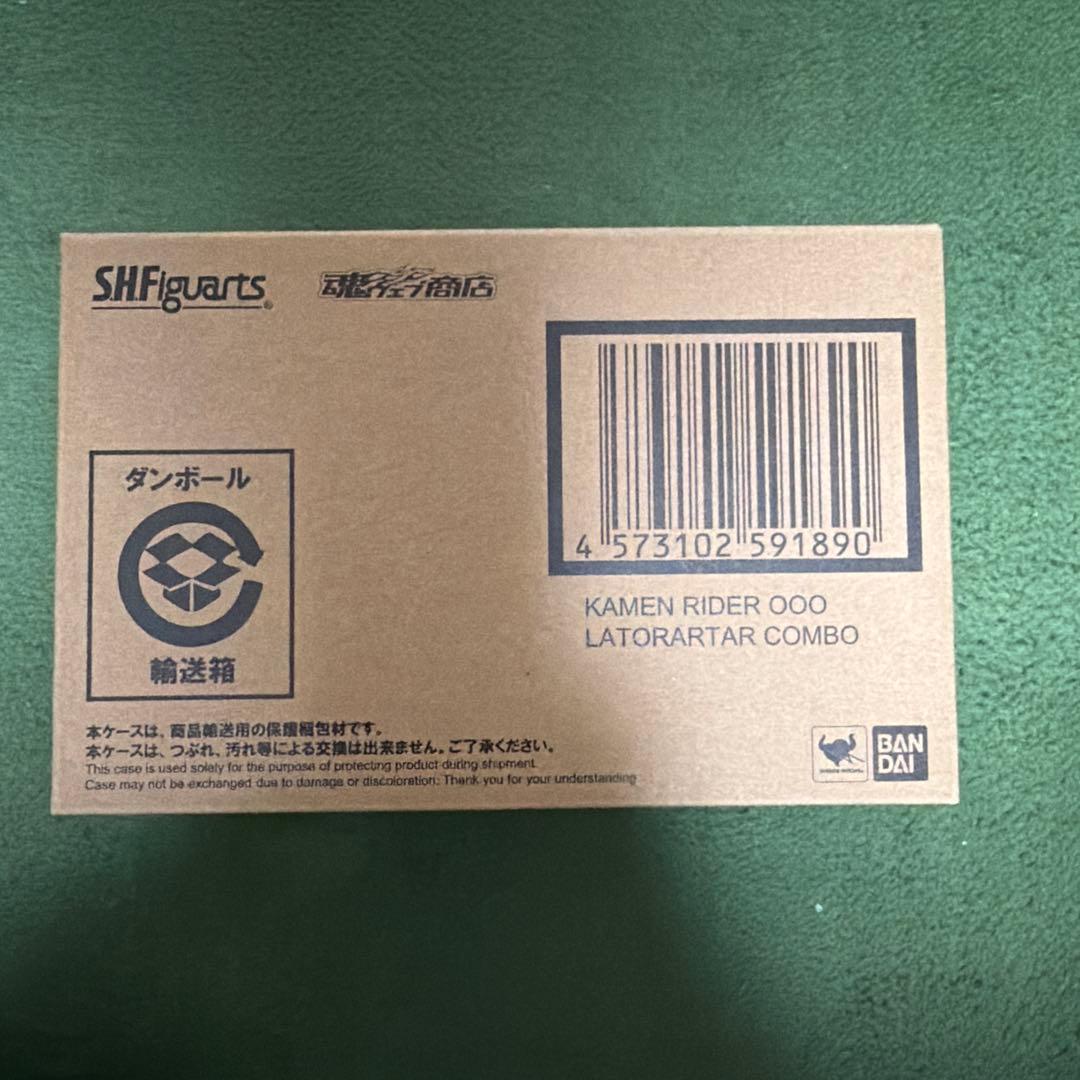 S.H.Figuarts®
魂ウェブ商店
4 573102 591890
KAMEN RIDER OOO
LATORARTAR COMBO
ダンボール
輸送箱
本ケースは、商品輸送用の保護梱包材です。
本ケースは、つぶれ、汚れ等による交換は出来ません。ご了承ください。
This case is used solely for the purpose of protecting product during shipment.
Case may not be exchanged due to damage or discoloration. Thank you for your understanding.
BAN
DAI